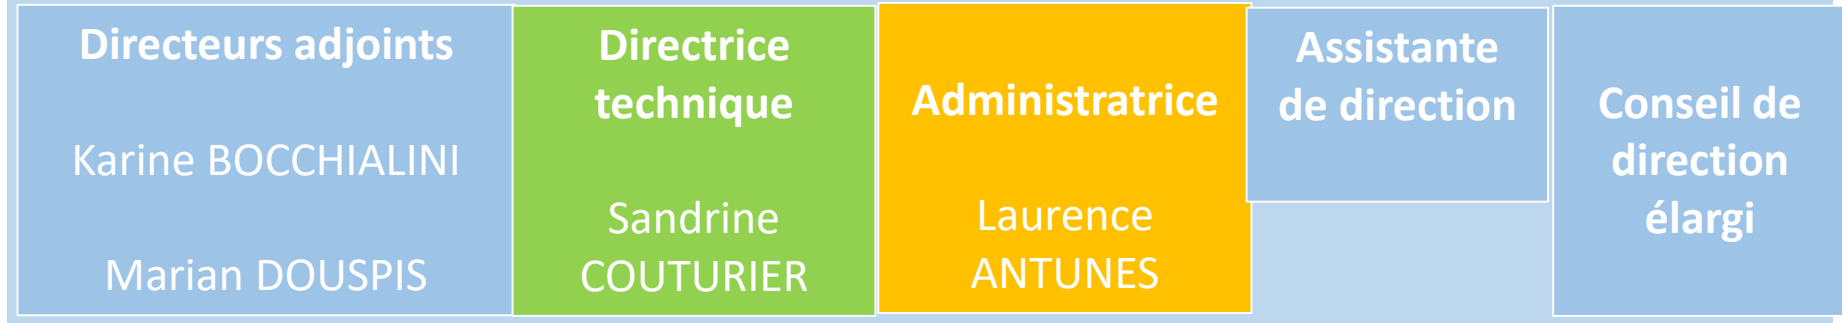 Directeurs adjoints
Karine BOCCHIALINI
Marian DOUSPIS
Directrice
technique
Sandrine
COUTURIER
Administratrice
Laurence
ANTUNES
Assistante
de direction
Conseil de
direction
élargi